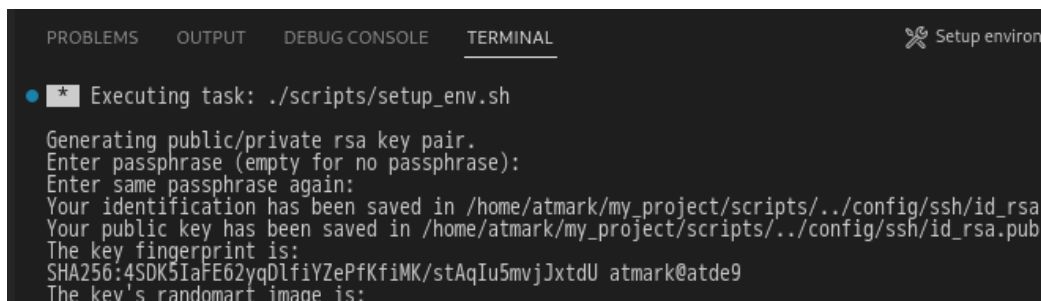 PROBLEMS OUTPUT DEBUG CONSOLE TERMINAL Setup environ
* Executing task: ./scripts/setup_env.sh
Generating public/private rsa key pair.
Enter passphrase (empty for no passphrase):
Enter same passphrase again:
Your identification has been saved in /home/atmark/my_project/scripts/../config/ssh/id_rsa
Your public key has been saved in /home/atmark/my_project/scripts/../config/ssh/id_rsa.pub
The key fingerprint is:
SHA256:4SDK5IaFE62yqDlfiYZePfKfiMK/stAqIu5mvjJxtdU atmark@atde9
The key's randomart image is: